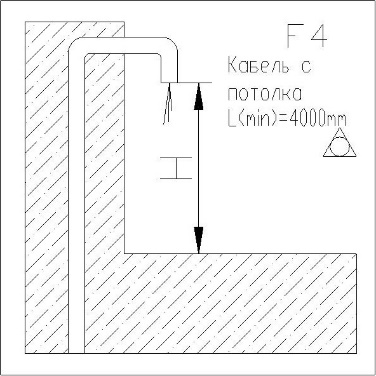 F4
Кабель с
потолка
L(min)=4000mm
H